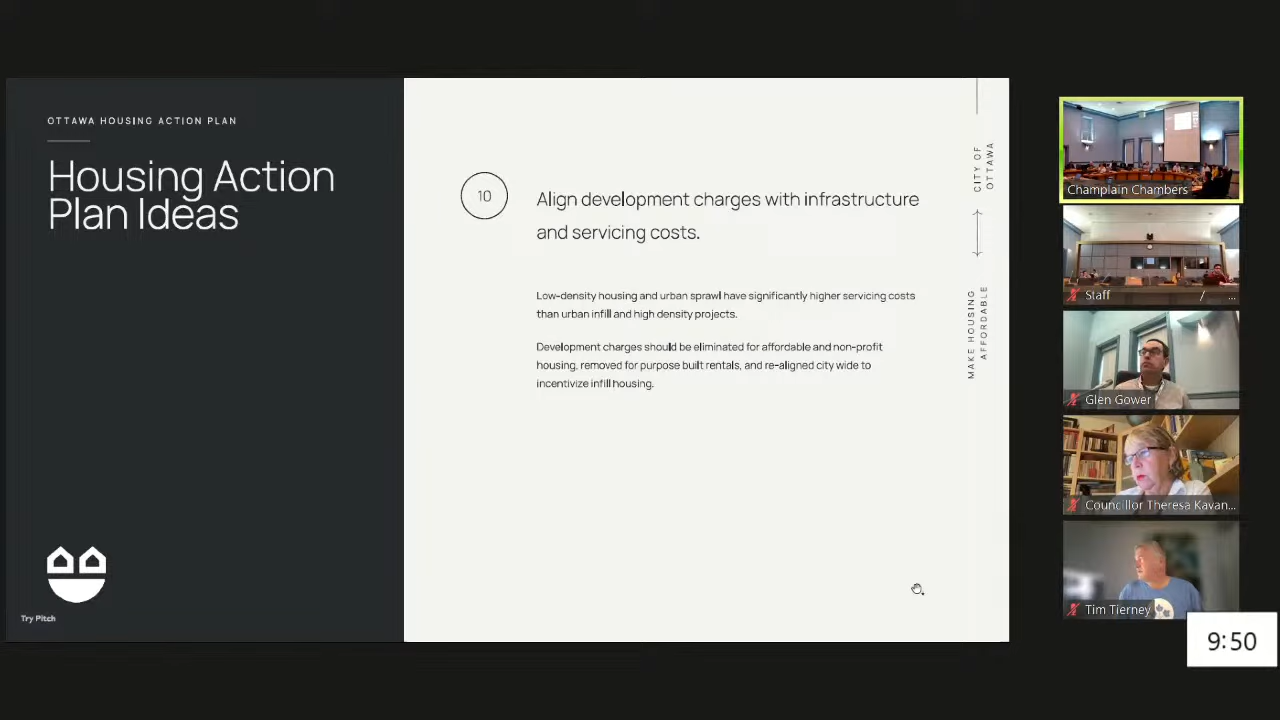 OTTAWA HOUSING ACTION PLAN
Housing Action
Plan Ideas
Try Pitch
10
Align development charges with infrastructure
and servicing costs.
Low-density housing and urban sprawl have significantly higher servicing costs
than urban infill and high density projects.
Development charges should be eliminated for affordable and non-profit
housing, removed for purpose built rentals, and re-aligned city wide to
incentivize infill housing.
CITY OF
OTTAWA
MAKE HOUSING
AFFORDABLE
Champlain Chambers
Staff / ...
Glen Gower
Councillor Theresa Kavan...
Tim Tierney
9:50